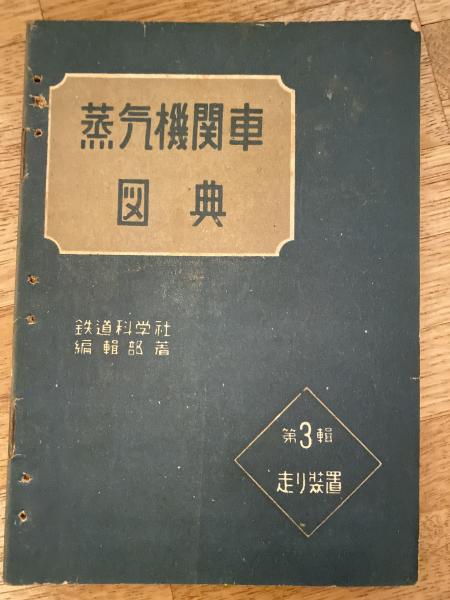 蒸気機関車
図典
鉄道科学社
編輯部著
第3輯
走り装置